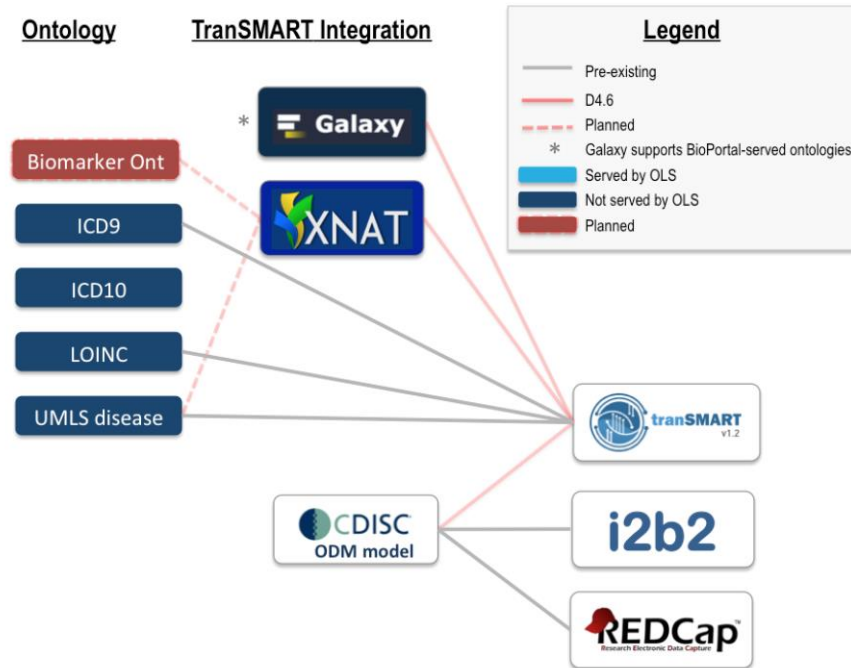 Ontology
TranSMART Integration
Legend
Pre-existing
D4.6
Planned
* Galaxy supports BioPortal-served ontologies
Served by OLS
Not served by OLS
Planned
* Galaxy
Biomarker Ont
XNAT
ICD9
ICD10
LOINC
UMLS disease
tranSMART
v1.2
CDISC
ODM model
i2b2
REDCap™
Research Electronic Data Capture